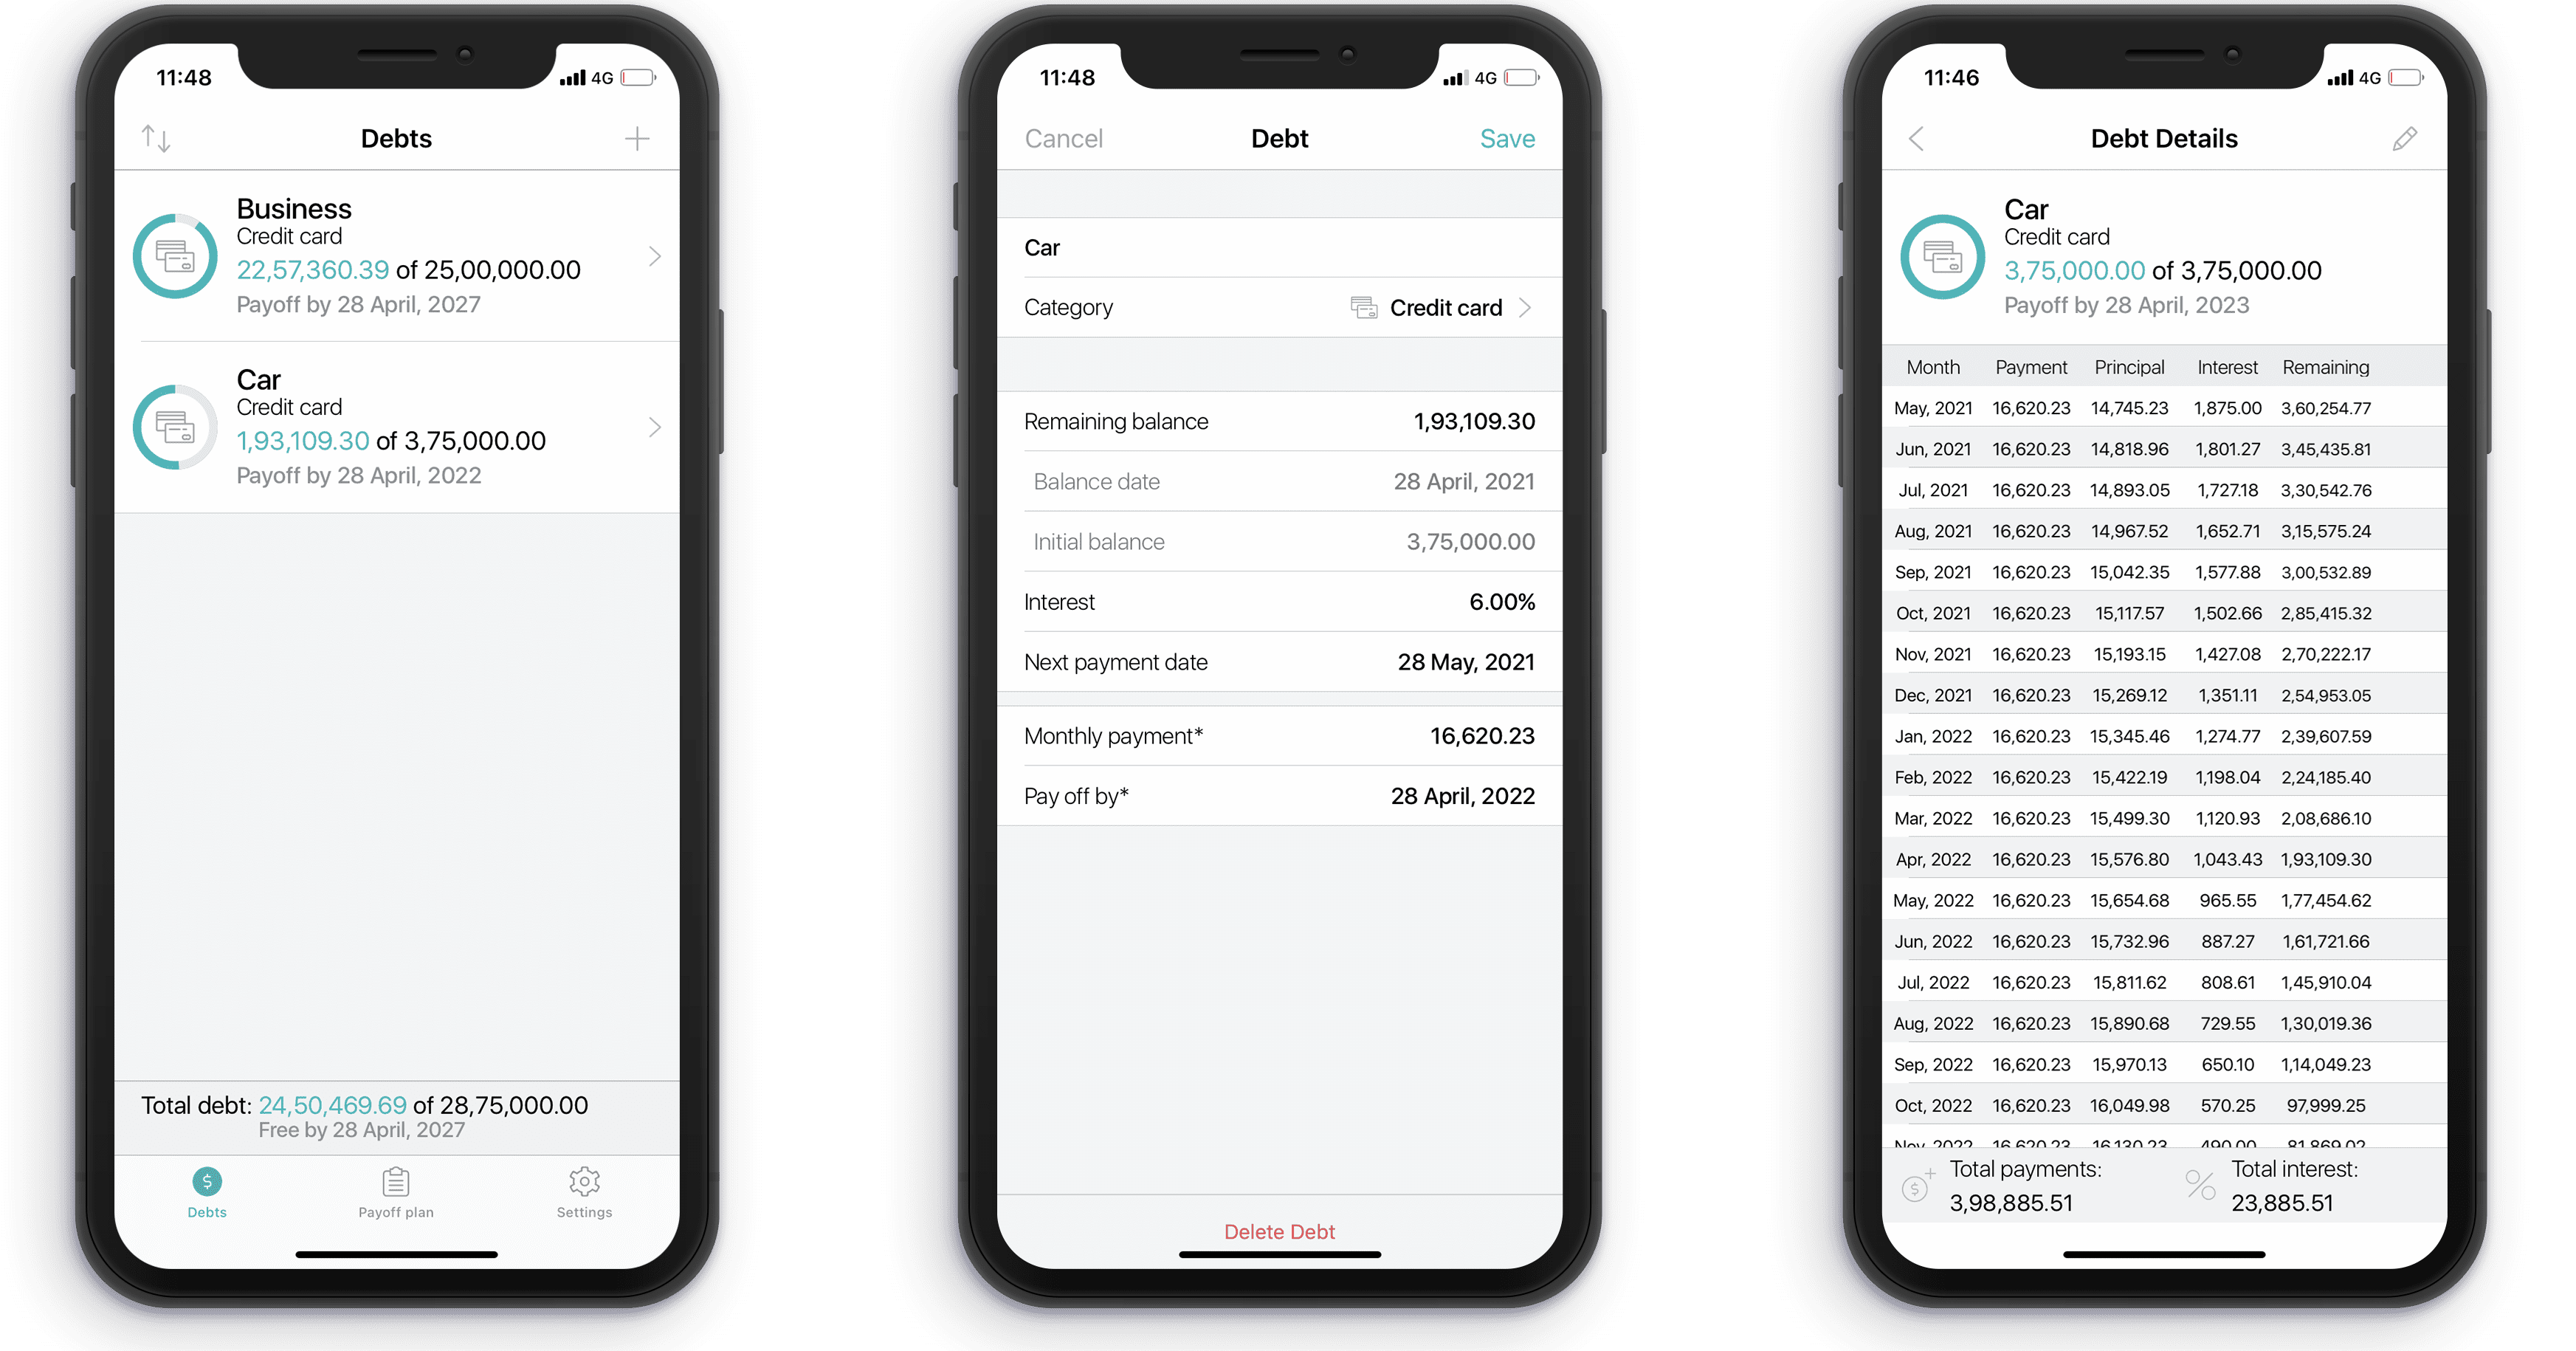 11:48 4G
Debts
Business
Credit card
22,57,360.39 of 25,00,000.00
Payoff by 28 April, 2027
Car
Credit card
1,93,109.30 of 3,75,000.00
Payoff by 28 April, 2022
Total debt: 24,50,469.69 of 28,75,000.00
Free by 28 April, 2027
Debts Payoff plan Settings
11:48 4G
Cancel Debt Save
Car
Category Credit card
Remaining balance 1,93,109.30
Balance date 28 April, 2021
Initial balance 3,75,000.00
Interest 6.00%
Next payment date 28 May, 2021
Monthly payment* 16,620.23
Pay off by* 28 April, 2022
Delete Debt
11:46 4G
Debt Details
Car
Credit card
3,75,000.00 of 3,75,000.00
Payoff by 28 April, 2023
Month Payment Principal Interest Remaining
May, 2021 16,620.23 14,745.23 1,875.00 3,60,254.77
Jun, 2021 16,620.23 14,818.96 1,801.27 3,45,435.81
Jul, 2021 16,620.23 14,893.05 1,727.18 3,30,542.76
Aug, 2021 16,620.23 14,967.52 1,652.71 3,15,575.24
Sep, 2021 16,620.23 15,042.35 1,577.88 3,00,532.89
Oct, 2021 16,620.23 15,117.57 1,502.66 2,85,415.32
Nov, 2021 16,620.23 15,193.15 1,427.08 2,70,222.17
Dec, 2021 16,620.23 15,269.12 1,351.11 2,54,953.05
Jan, 2022 16,620.23 15,345.46 1,274.77 2,39,607.59
Feb, 2022 16,620.23 15,422.19 1,198.04 2,24,185.40
Mar, 2022 16,620.23 15,499.30 1,120.93 2,08,686.10
Apr, 2022 16,620.23 15,576.80 1,043.43 1,93,109.30
May, 2022 16,620.23 15,654.68 965.55 1,77,454.62
Jun, 2022 16,620.23 15,732.96 887.27 1,61,721.66
Jul, 2022 16,620.23 15,811.62 808.61 1,45,910.04
Aug, 2022 16,620.23 15,890.68 729.55 1,30,019.36
Sep, 2022 16,620.23 15,970.13 650.10 1,14,049.23
Oct, 2022 16,620.23 16,049.98 570.25 97,999.25
Nov, 2022 16,620.23 16,130.23 490.00 81,869.02
Total payments: Total interest:
3,98,885.51 23,885.51